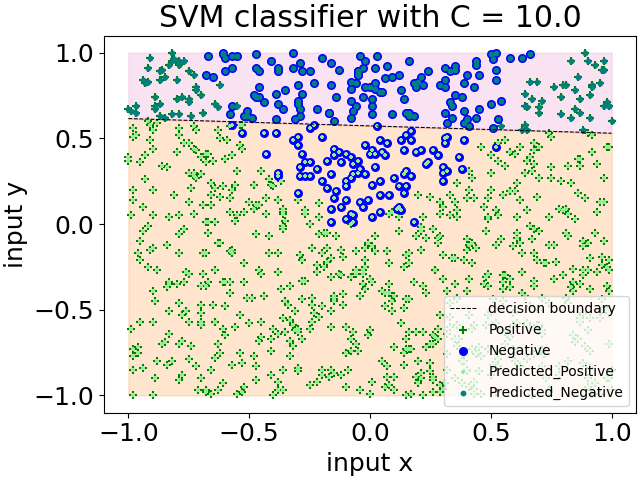 SVM classifier with C = 10.0
1.0
0.5
0.0
−0.5
−1.0
input y
−1.0 −0.5 0.0 0.5 1.0
input x
decision boundary
Positive
Negative
Predicted_Positive
Predicted_Negative